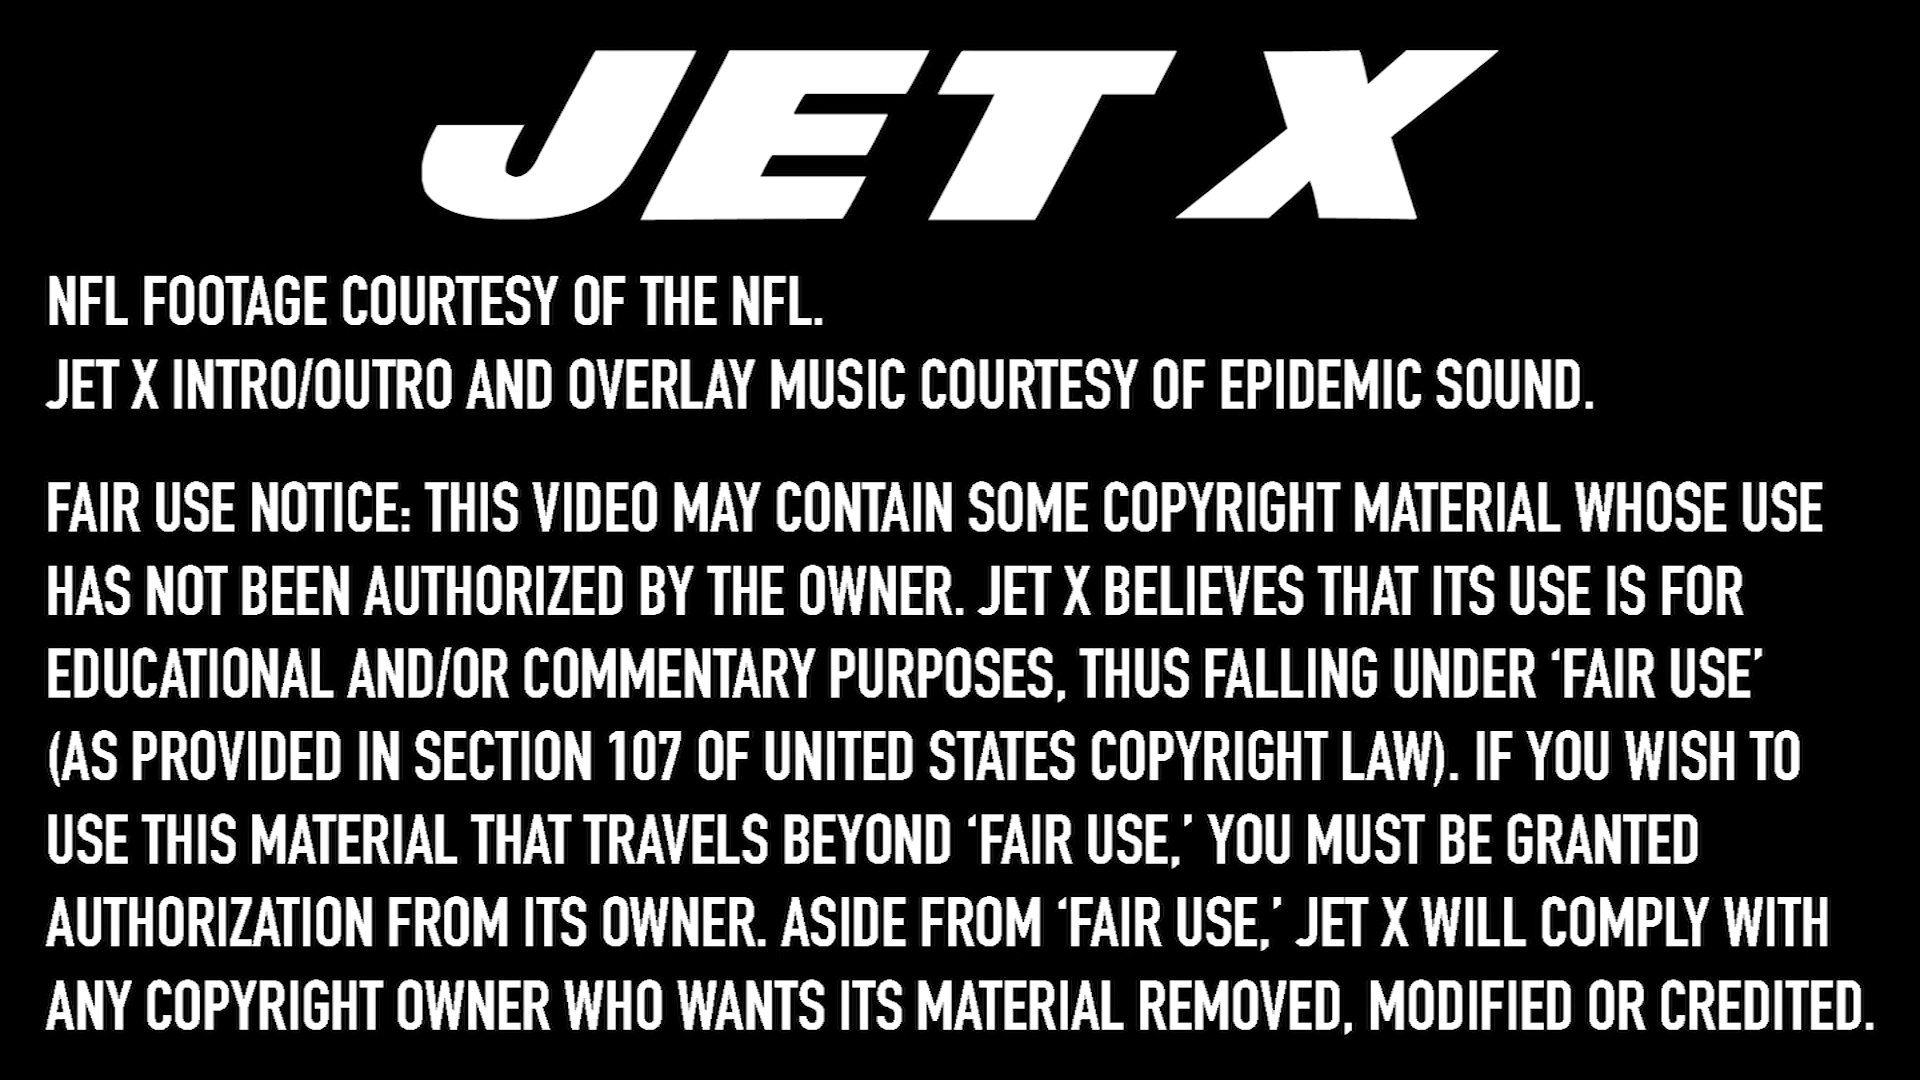 JET X
NFL FOOTAGE COURTESY OF THE NFL.
JET X INTRO/OUTRO AND OVERLAY MUSIC COURTESY OF EPIDEMIC SOUND.
FAIR USE NOTICE: THIS VIDEO MAY CONTAIN SOME COPYRIGHT MATERIAL WHOSE USE
HAS NOT BEEN AUTHORIZED BY THE OWNER. JET X BELIEVES THAT ITS USE IS FOR
EDUCATIONAL AND/OR COMMENTARY PURPOSES, THUS FALLING UNDER ‘FAIR USE’
(AS PROVIDED IN SECTION 107 OF UNITED STATES COPYRIGHT LAW). IF YOU WISH TO
USE THIS MATERIAL THAT TRAVELS BEYOND ‘FAIR USE,’ YOU MUST BE GRANTED
AUTHORIZATION FROM ITS OWNER. ASIDE FROM ‘FAIR USE,’ JET X WILL COMPLY WITH
ANY COPYRIGHT OWNER WHO WANTS ITS MATERIAL REMOVED, MODIFIED OR CREDITED.